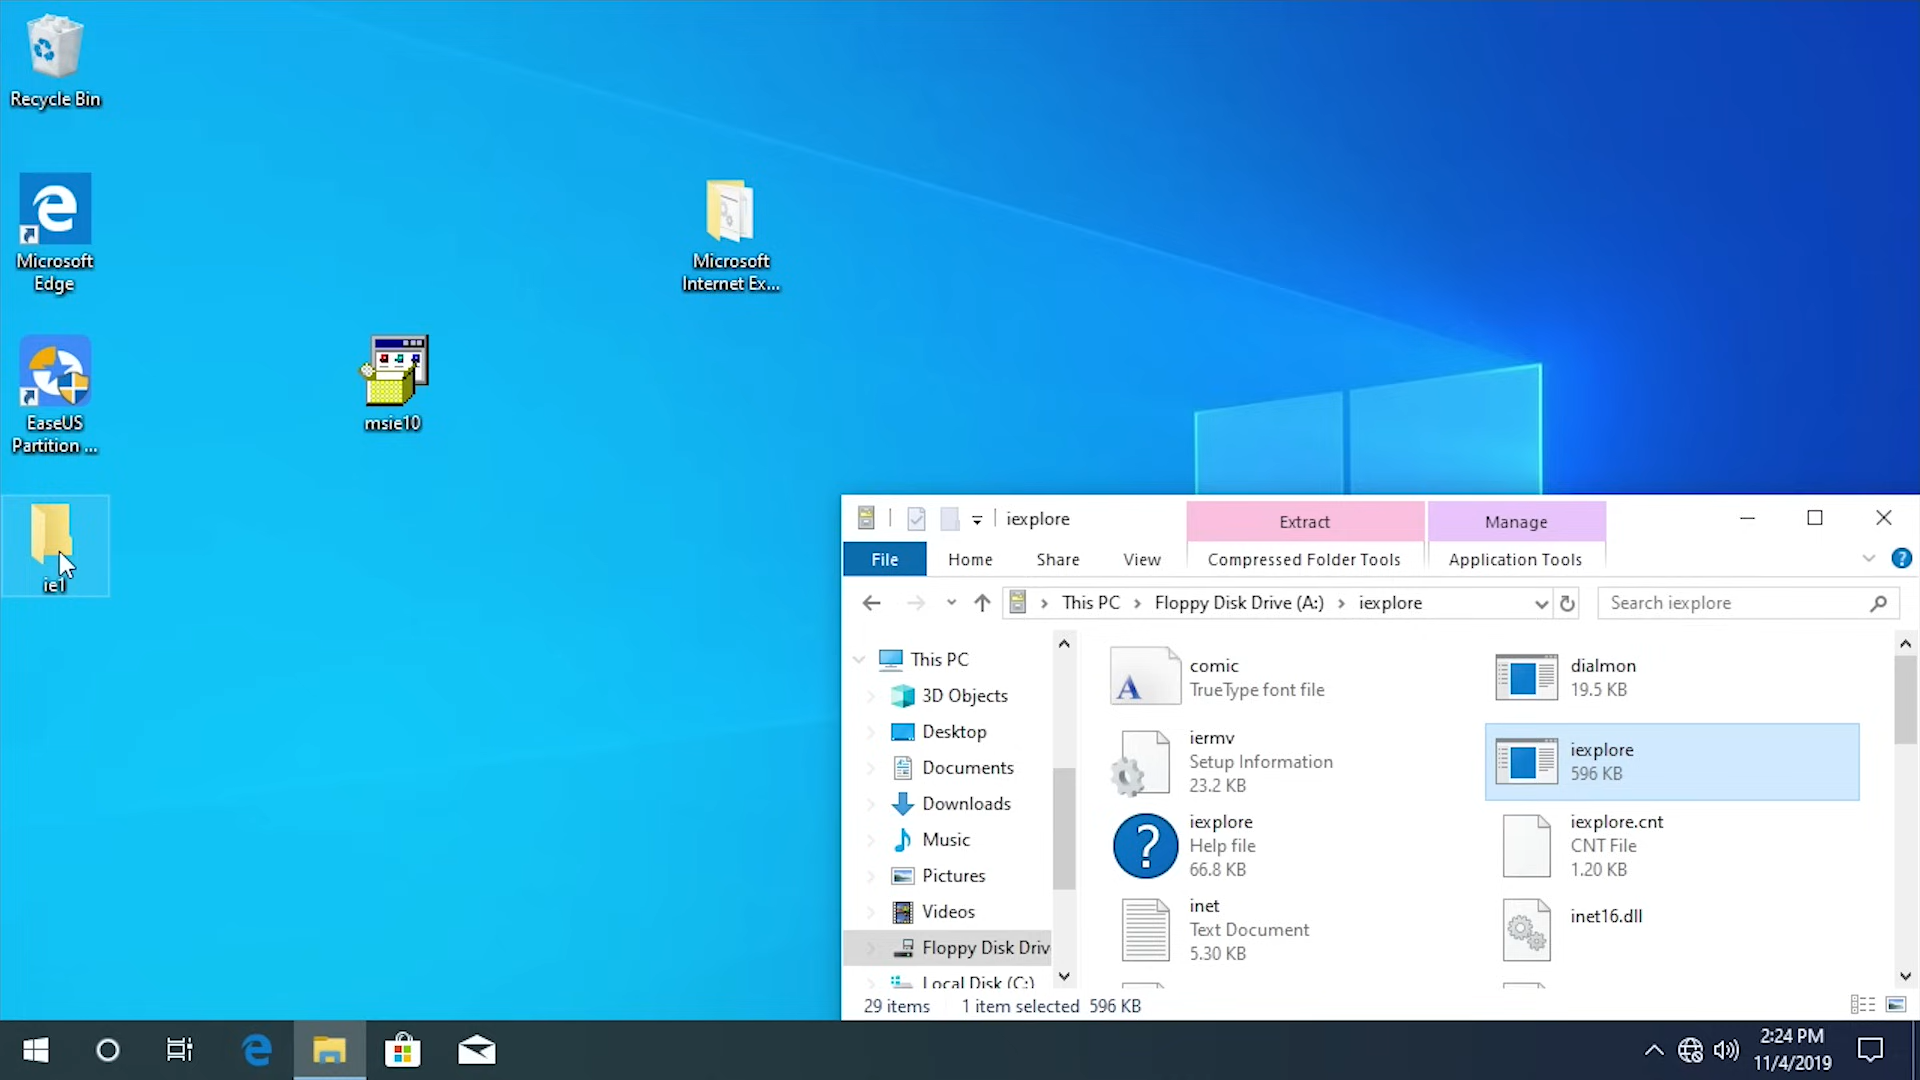 Recycle Bin
Microsoft
Edge
EaseUS
Partition ...
ie1
msie10
Microsoft
Internet Ex...
iexplore
Extract
Manage
File
Home
Share
View
Compressed Folder Tools
Application Tools
This PC
Floppy Disk Drive (A:)
iexplore
Search iexplore
This PC
3D Objects
Desktop
Documents
Downloads
Music
Pictures
Videos
Floppy Disk Driv
Local Disk (C:)
comic
TrueType font file
dialmon
19.5 KB
iermv
Setup Information
23.2 KB
iexplore
596 KB
iexplore
Help file
66.8 KB
iexplore.cnt
CNT File
1.20 KB
inet
Text Document
5.30 KB
inet16.dll
29 items
1 item selected 596 KB
2:24 PM
11/4/2019